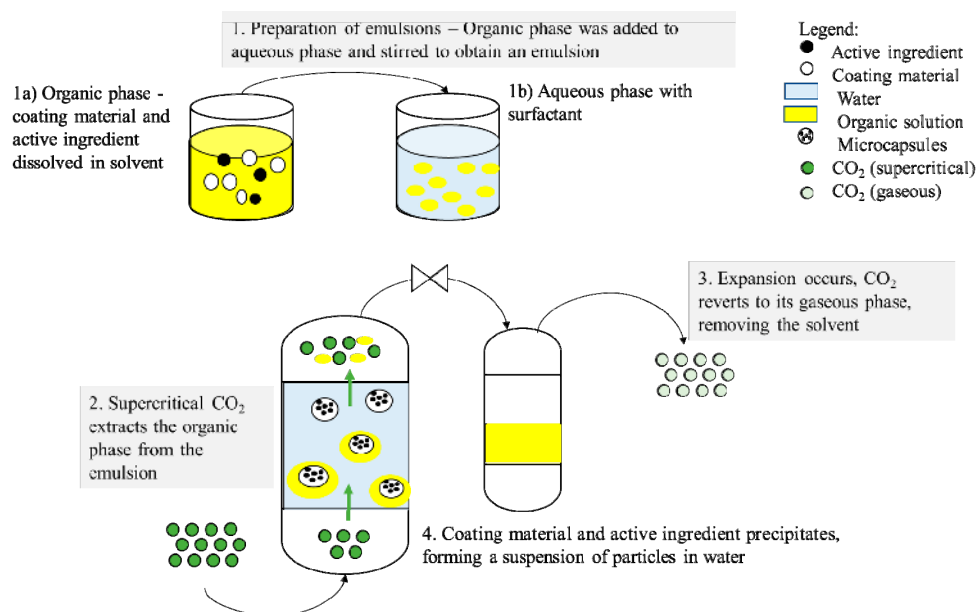 1. Preparation of emulsions – Organic phase was added to
aqueous phase and stirred to obtain an emulsion
1a) Organic phase -
coating material and
active ingredient
dissolved in solvent
1b) Aqueous phase with
surfactant
Legend:
Active ingredient
Coating material
Water
Organic solution
Microcapsules
CO₂ (supercritical)
CO₂ (gaseous)
3. Expansion occurs, CO₂
reverts to its gaseous phase,
removing the solvent
2. Supercritical CO₂
extracts the organic
phase from the
emulsion
4. Coating material and active ingredient precipitates,
forming a suspension of particles in water